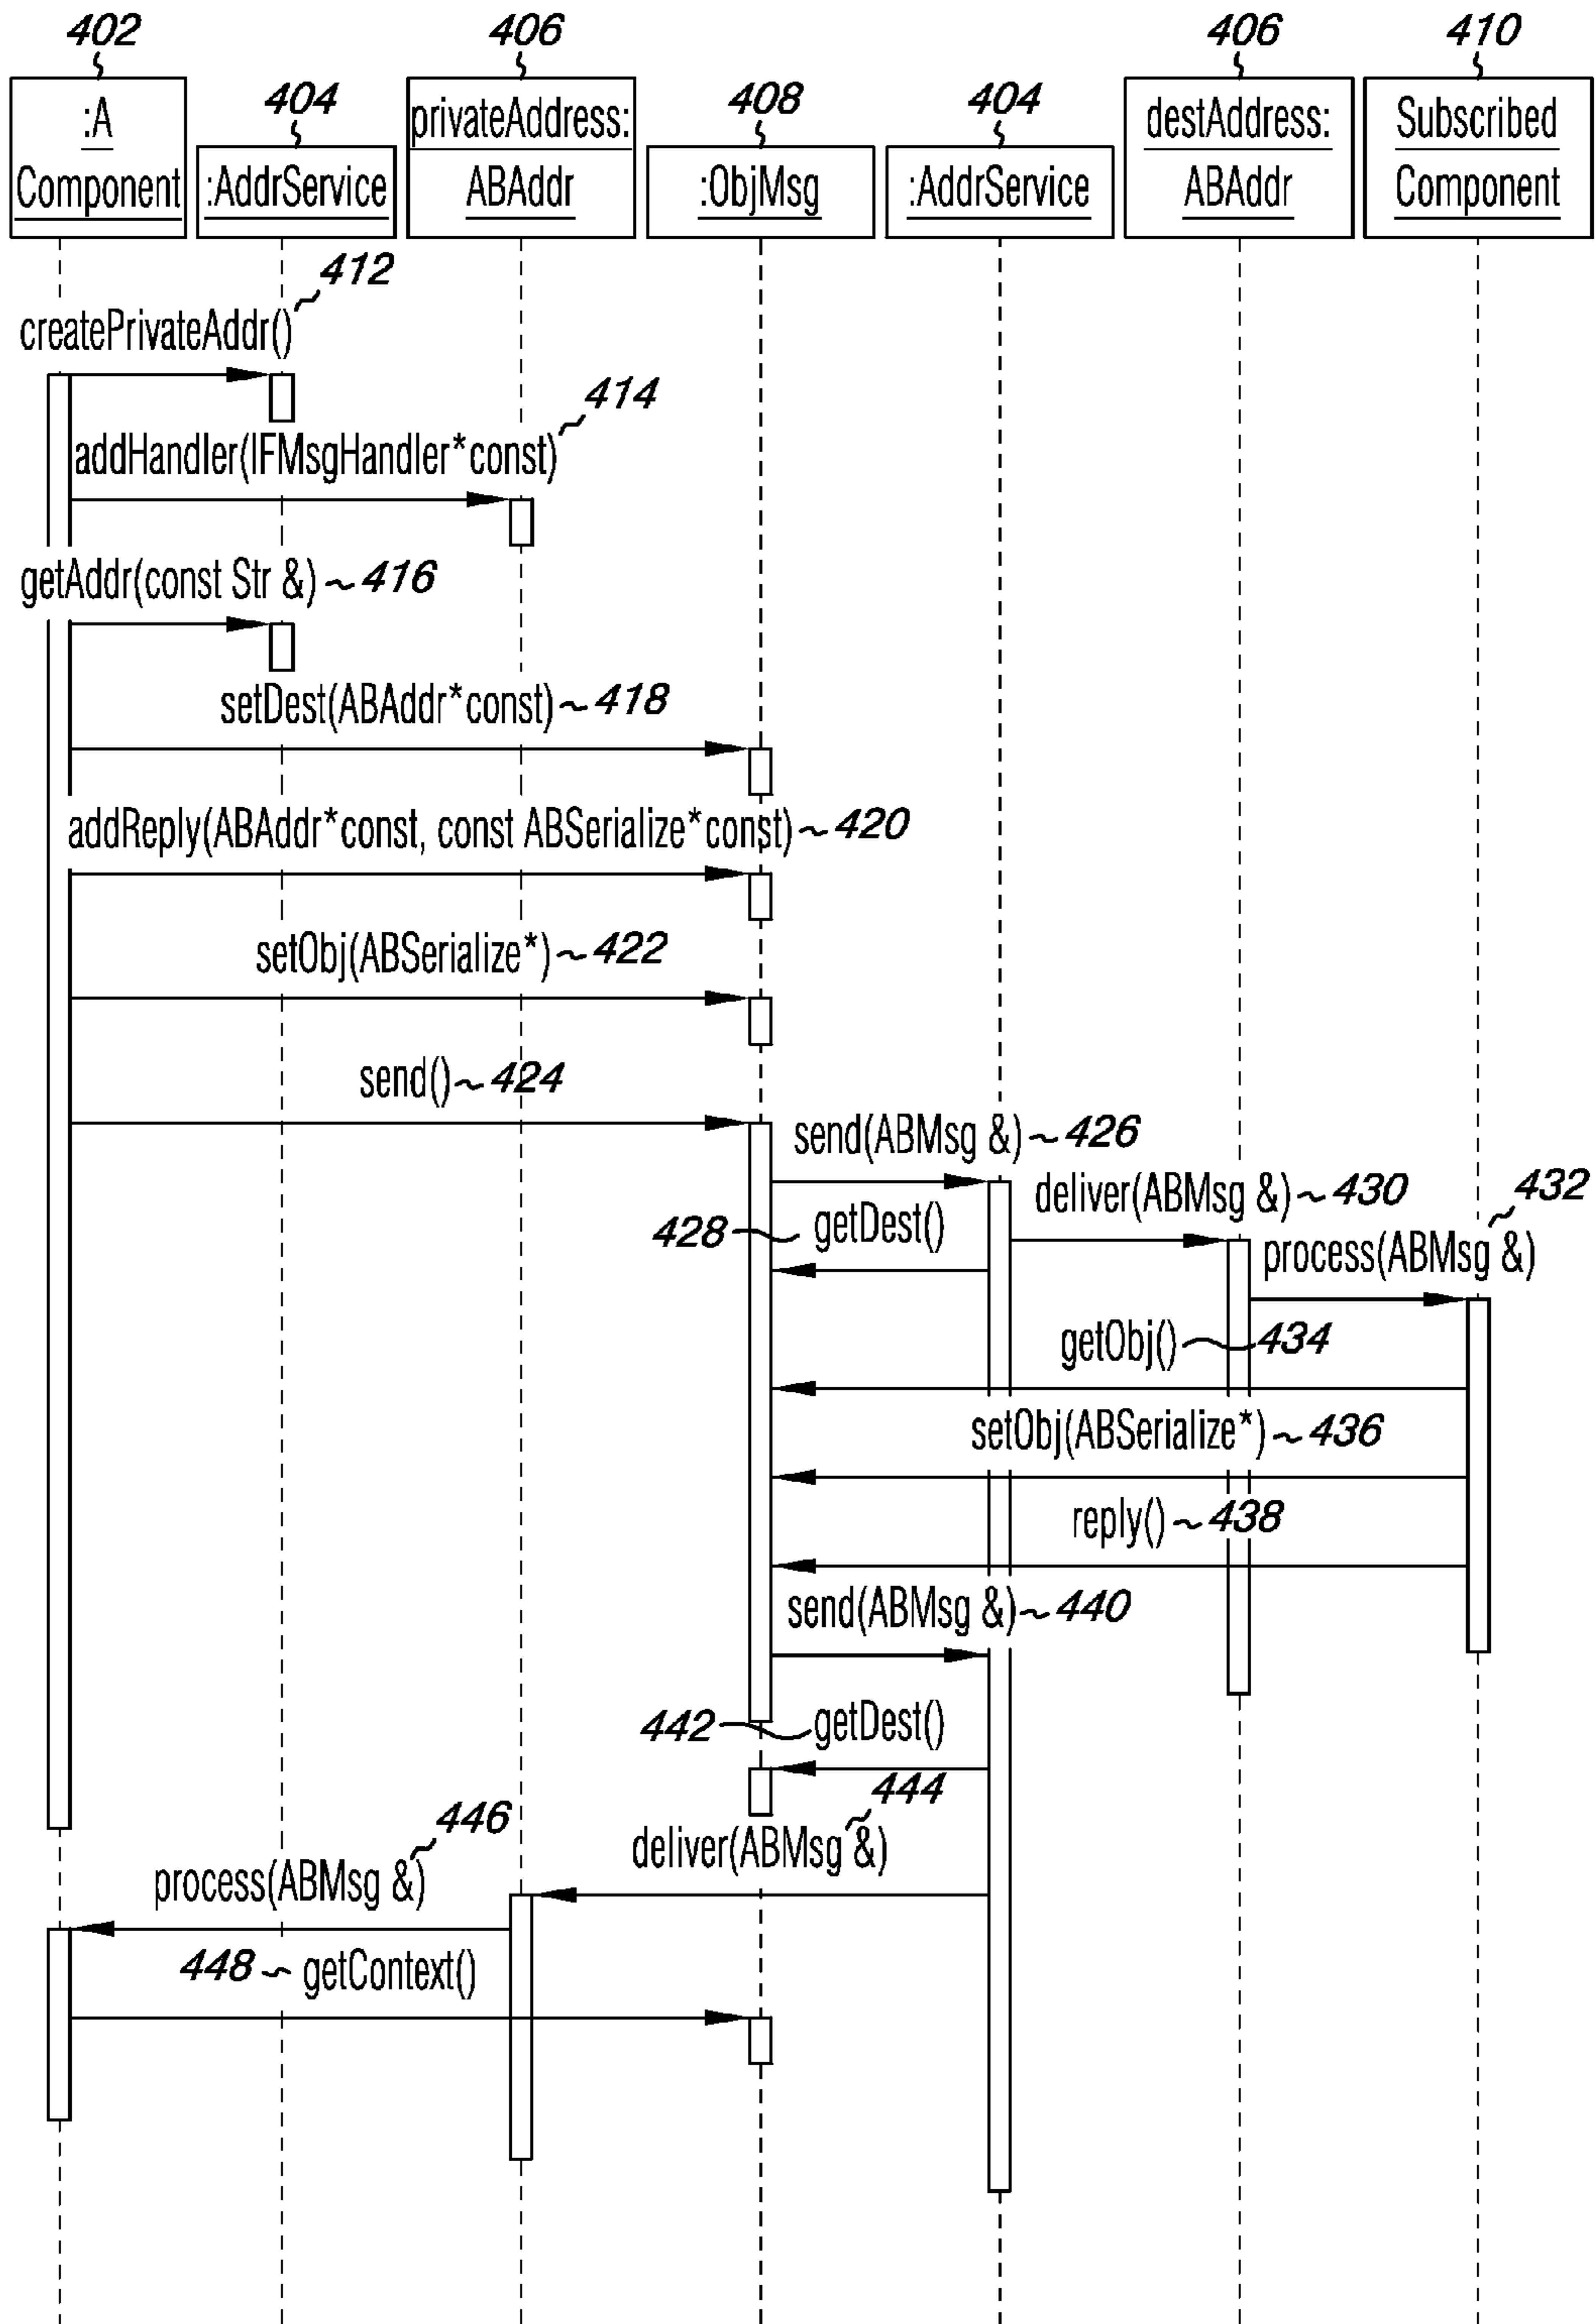 402
406
406
410
404
408
404
:A
Component
:AddrService
privateAddress:
ABAddr
:ObjMsg
:AddrService
destAddress:
ABAddr
Subscribed
Component
412
createPrivateAddr()
414
addHandler(IFMsgHandler*const)
getAddr(const Str &) 416
setDest(ABAddr*const) 418
addReply(ABAddr*const, const ABSerialize*const) 420
setObj(ABSerialize*) 422
send() 424
send(ABMsg &) 426
deliver(ABMsg &) 430
432
428 getDest()
process(ABMsg &)
getObj() 434
setObj(ABSerialize*) 436
reply() 438
send(ABMsg &) 440
442 getDest()
444
446
deliver(ABMsg &)
process(ABMsg &)
448 getContext()